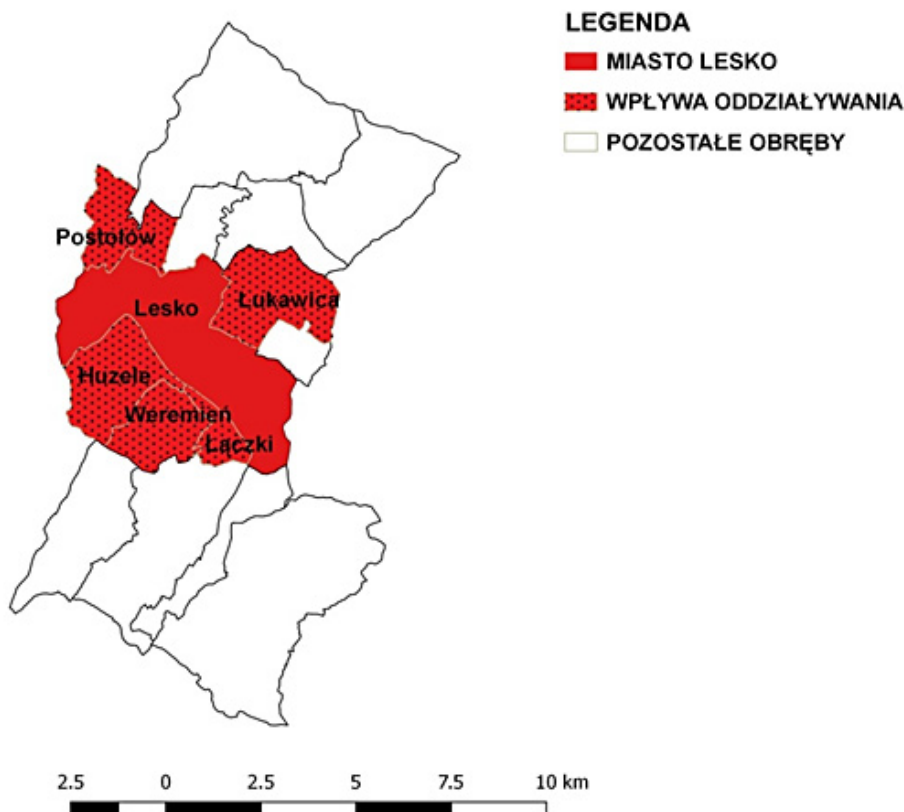 LEGENDA
MIASTO LESKO
WPŁYWA ODDZIAŁYWANIA
POZOSTAŁE OBRĘBY
Postołów
Lesko
Łukawica
Huzele
Weremień
Łączki
2.5 0 2.5 5 7.5 10 km